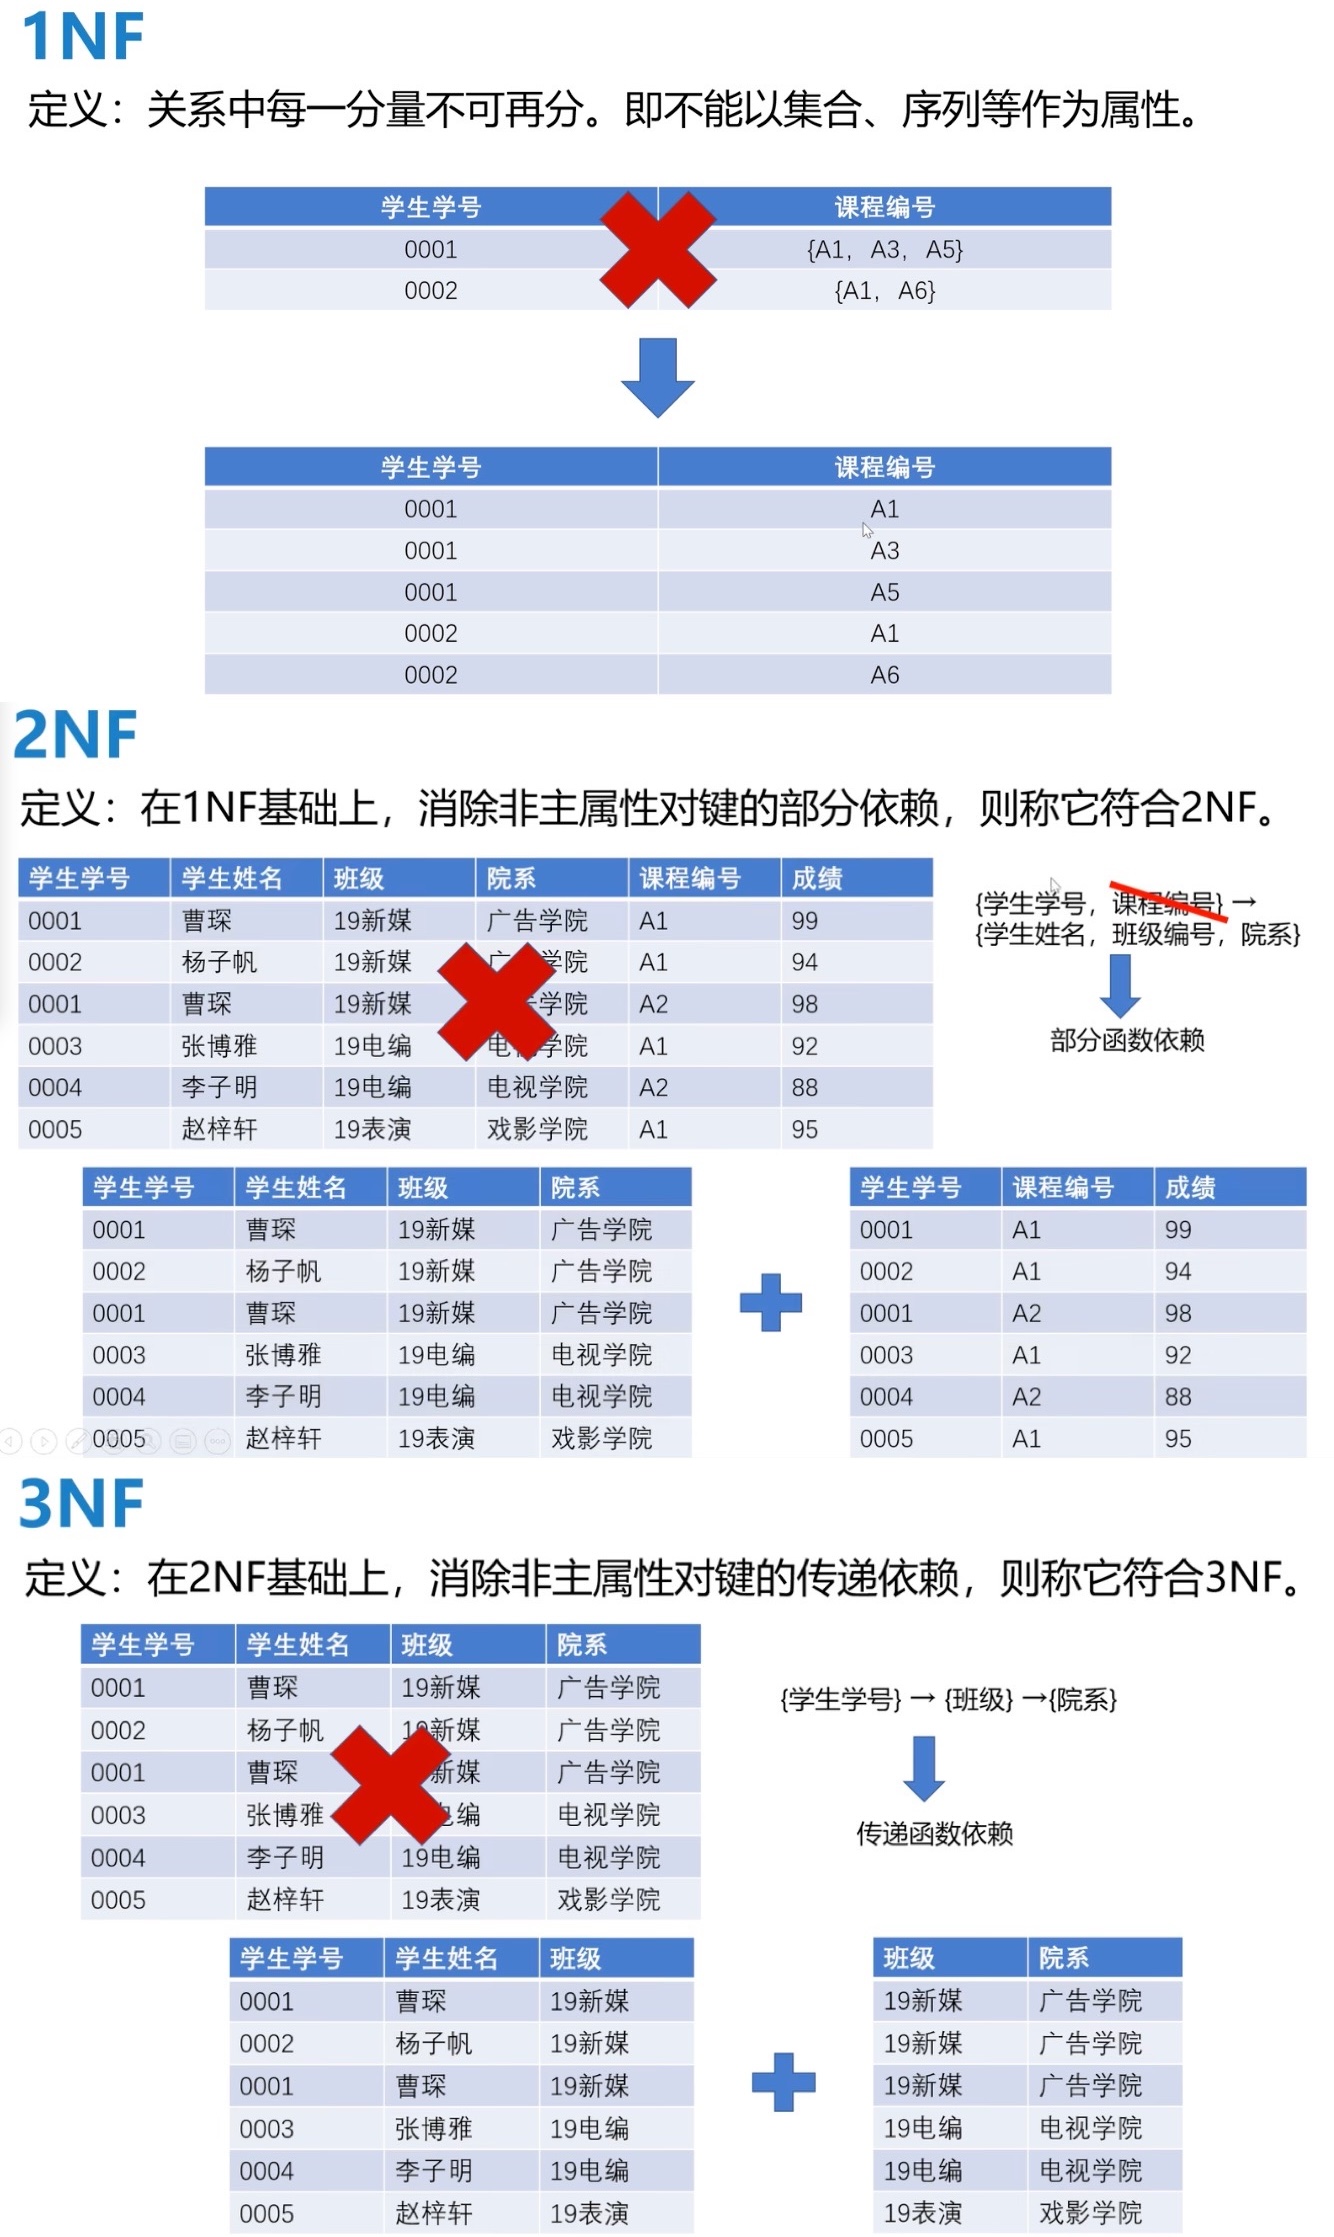 1NF
定义：关系中每一分量不可再分。即不能以集合、序列等作为属性。
学生学号 课程编号
0001 {A1，A3，A5}
0002 {A1，A6}
学生学号 课程编号
0001 A1
0001 A3
0001 A5
0002 A1
0002 A6
2NF
定义：在1NF基础上，消除非主属性对键的部分依赖，则称它符合2NF。
学生学号 学生姓名 班级 院系 课程编号 成绩
0001 曹琛 19新媒 广告学院 A1 99
0002 杨子帆 19新媒 广 学院 A1 94
0001 曹琛 19新媒 学院 A2 98
0003 张博雅 19电编 电 学院 A1 92
0004 李子明 19电编 电视学院 A2 88
0005 赵梓轩 19表演 戏影学院 A1 95
{学生学号，课程编号} →
{学生姓名，班级编号，院系}
部分函数依赖
学生学号 学生姓名 班级 院系
0001 曹琛 19新媒 广告学院
0002 杨子帆 19新媒 广告学院
0001 曹琛 19新媒 广告学院
0003 张博雅 19电编 电视学院
0004 李子明 19电编 电视学院
0005 赵梓轩 19表演 戏影学院
学生学号 课程编号 成绩
0001 A1 99
0002 A1 94
0001 A2 98
0003 A1 92
0004 A2 88
0005 A1 95
3NF
定义：在2NF基础上，消除非主属性对键的传递依赖，则称它符合3NF。
学生学号 学生姓名 班级 院系
0001 曹琛 19新媒 广告学院
0002 杨子帆 19新媒 广告学院
0001 曹琛 新媒 广告学院
0003 张博雅 编 电视学院
0004 李子明 19电编 电视学院
0005 赵梓轩 19表演 戏影学院
{学生学号} → {班级} →{院系}
传递函数依赖
学生学号 学生姓名 班级
0001 曹琛 19新媒
0002 杨子帆 19新媒
0001 曹琛 19新媒
0003 张博雅 19电编
0004 李子明 19电编
0005 赵梓轩 19表演
班级 院系
19新媒 广告学院
19新媒 广告学院
19新媒 广告学院
19电编 电视学院
19电编 电视学院
19表演 戏影学院